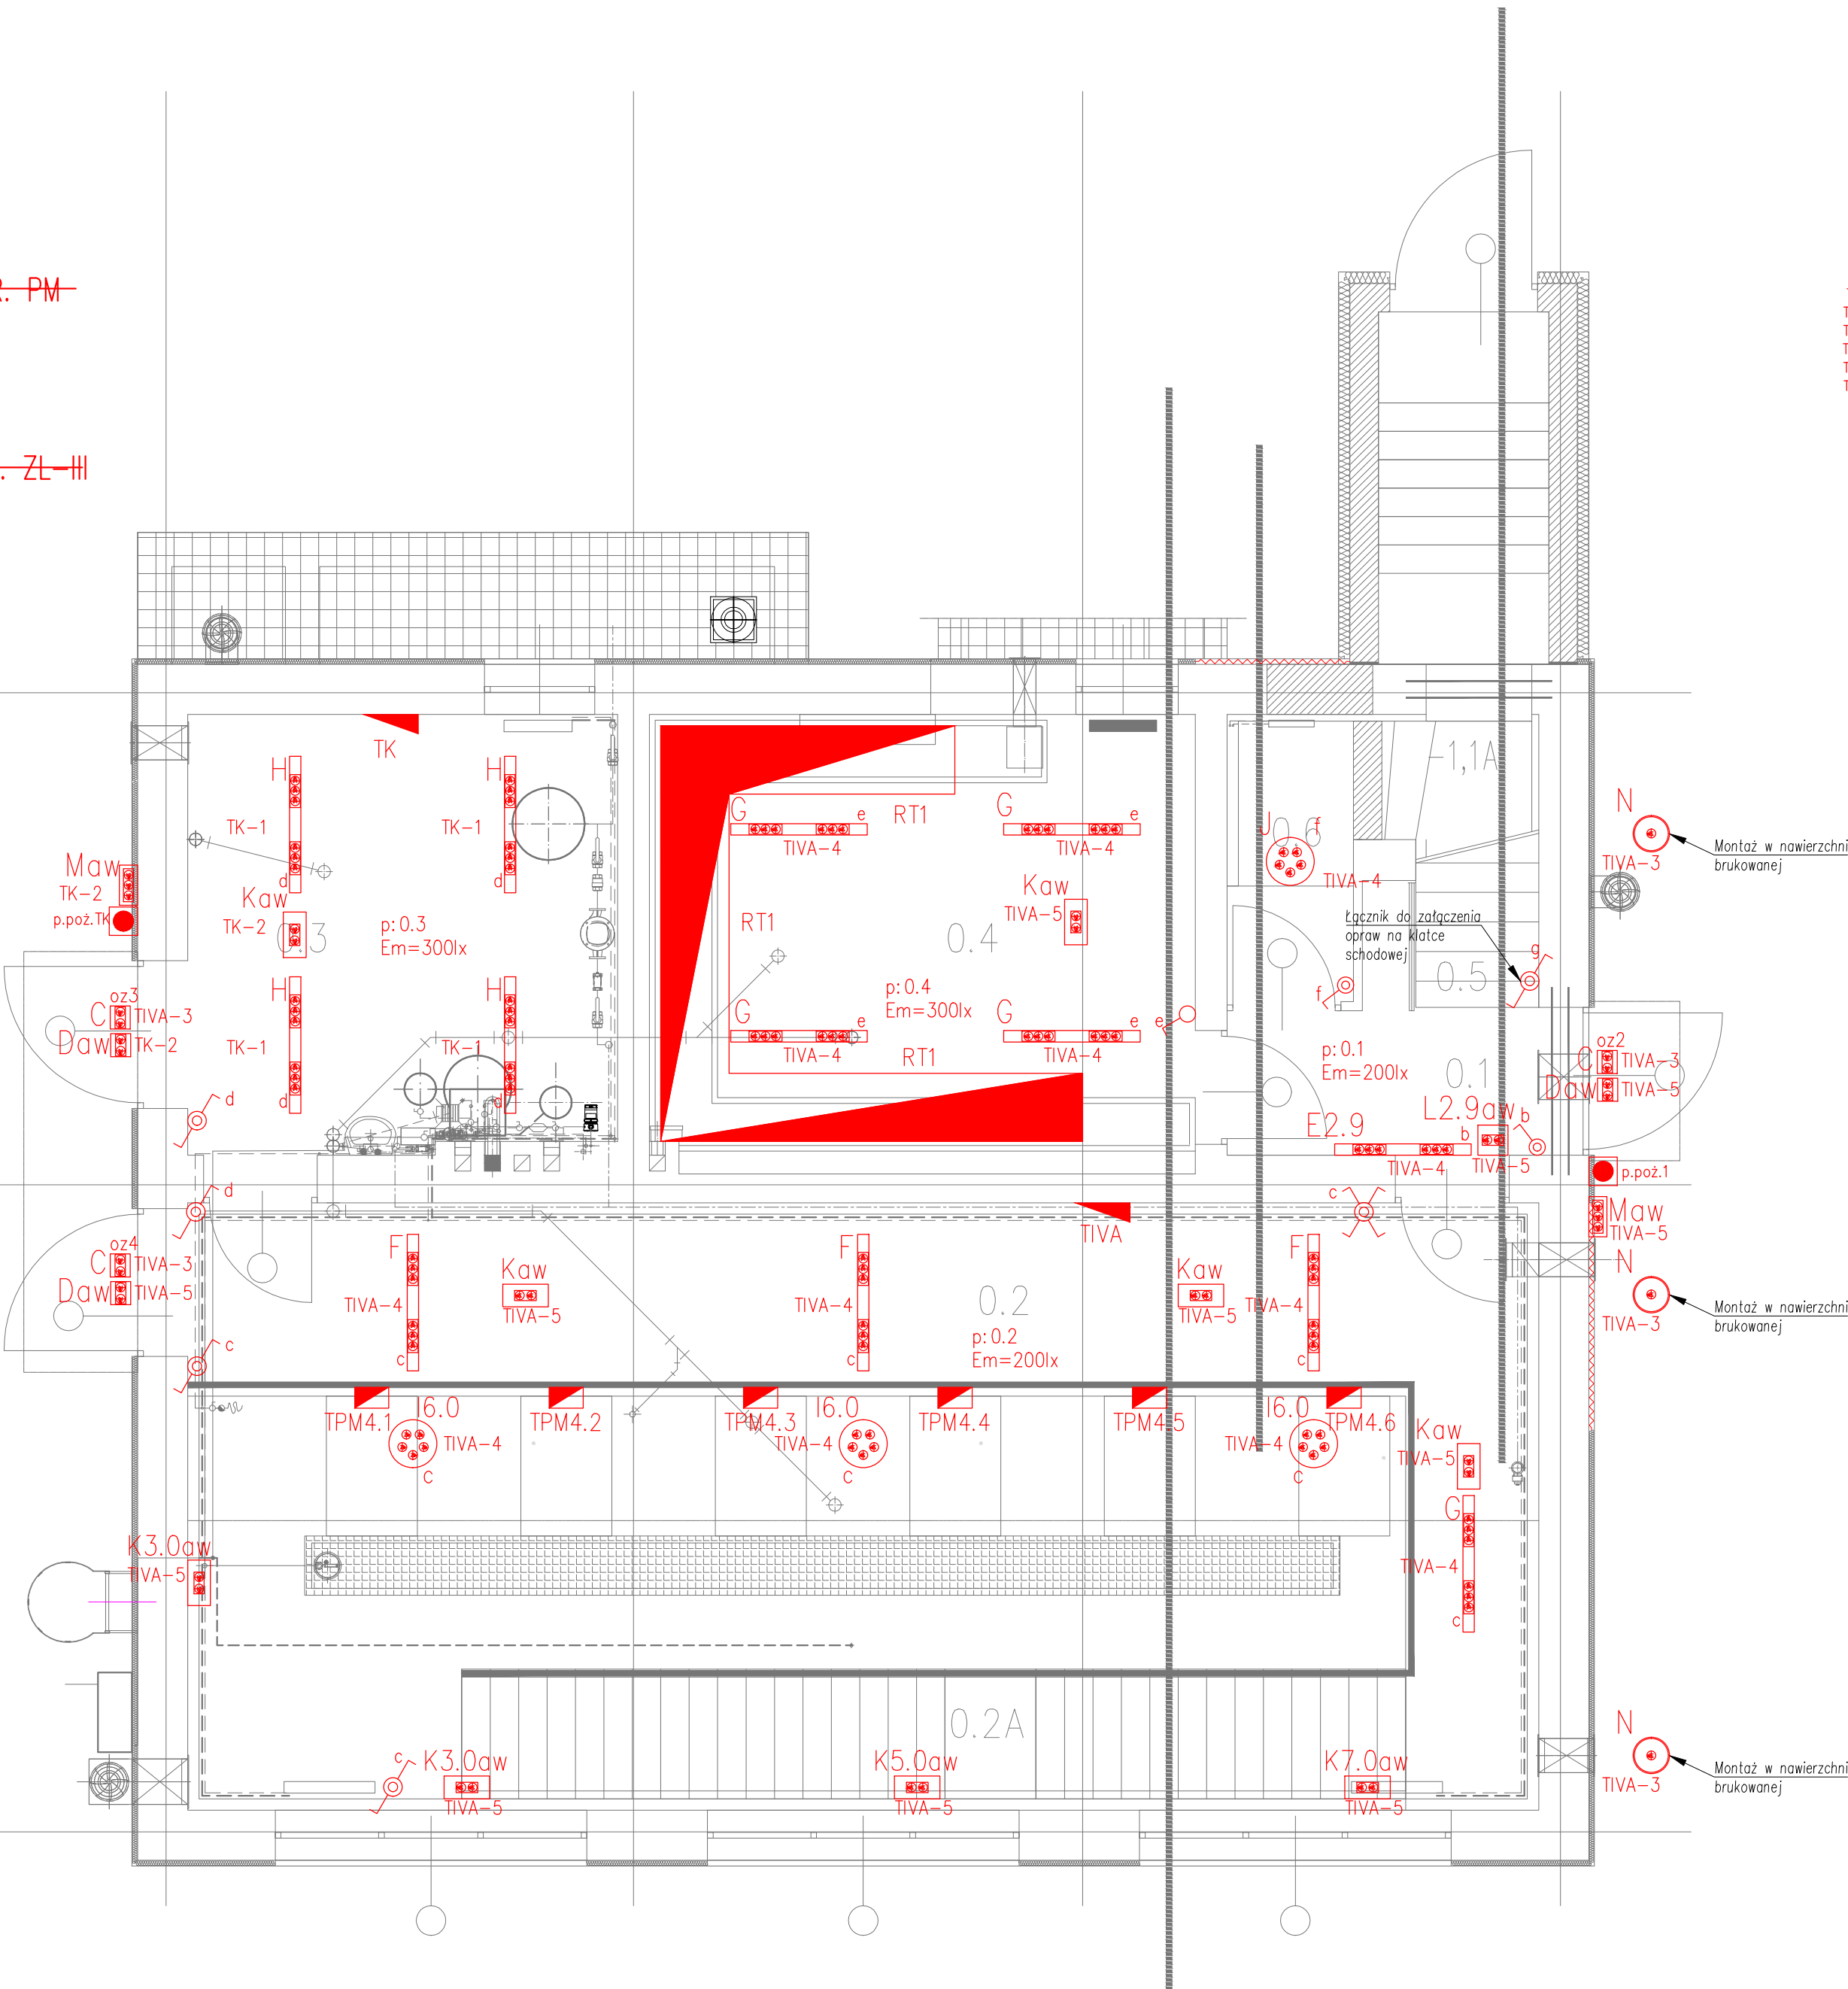 PM
ZL-III
TK
H
H
TK-1
TK-1
d
d
Maw
TK-2
p.poż.TK
Kaw
TK-2
0.3
p:0.3
Em=300lx
H
H
TK-1
TK-1
d
d
oz3
C
TIVA-3
Daw
TK-2
d
d
G
e
RT1
G
e
TIVA-4
TIVA-4
Kaw
TIVA-5
RT1
0.4
p:0.4
Em=300lx
G
e
G
e
e
TIVA-4
RT1
TIVA-4
-1,1A
J
f
0.6
TIVA-4
Łącznik do załączenia
opraw na klatce
schodowej
g
0.5
f
p:0.1
Em=200lx
0.1
E2.9
b
TIVA-4
L2.9aw
b
TIVA-5
N
TIVA-3
Montaż w nawierzchni
brukowanej
oz2
C
TIVA-3
Daw
TIVA-5
p.poż.1
Maw
TIVA-5
N
TIVA-3
Montaż w nawierzchni
brukowanej
c
TIVA
oz4
C
TIVA-3
Daw
TIVA-5
c
F
TIVA-4
c
Kaw
TIVA-5
F
TIVA-4
c
0.2
p:0.2
Em=200lx
Kaw
TIVA-5
F
TIVA-4
c
TPM4.1
I6.0
TIVA-4
c
TPM4.2
TPM4.3
I6.0
TIVA-4
c
TPM4.4
TPM4.5
I6.0
TIVA-4
c
TPM4.6
Kaw
TIVA-5
G
TIVA-4
c
K3.0aw
TIVA-5
0.2A
c
K3.0aw
TIVA-5
K5.0aw
TIVA-5
K7.0aw
TIVA-5
N
TIVA-3
Montaż w nawierzchni
brukowanej